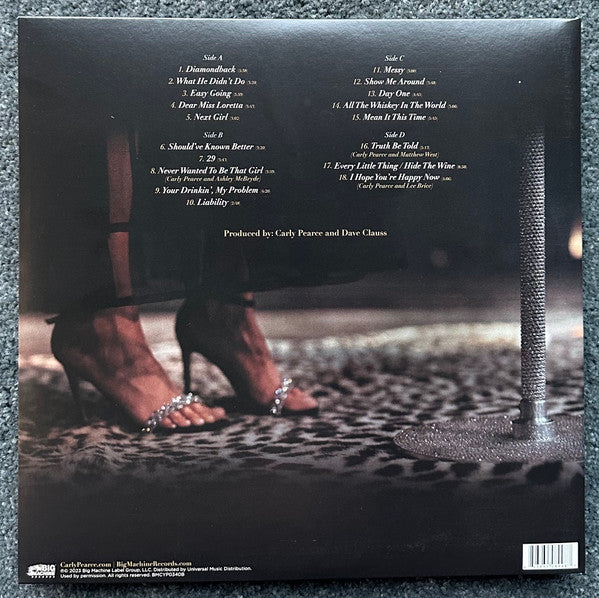 Side A
1. Diamondback
2. What He Didn't Do
3. Easy Going
4. Dear Miss Loretta
5. Next Girl
Side B
6. Should've Known Better
7. 29
8. Never Wanted To Be That Girl
(Carly Pearce and Ashley McBryde)
9. Your Drinkin', My Problem
10. Liability
Side C
11. Messy
12. Show Me Around
13. Day One
14. All The Whiskey In The World
15. Mean It This Time
Side D
16. Truth Be Told
(Carly Pearce and Matthew West)
17. Every Little Thing / Hide The Wine
18. I Hope You're Happy Now
(Carly Pearce and Lee Brice)
Produced by: Carly Pearce and Dave Clauss
BIG MACHINE RECORDS
CarlyPearce.com | BigMachineRecords.com
℗© 2023 Big Machine Label Group, LLC. Distributed by Universal Music Distribution.
Used by permission. All rights reserved. BMCYP0340B